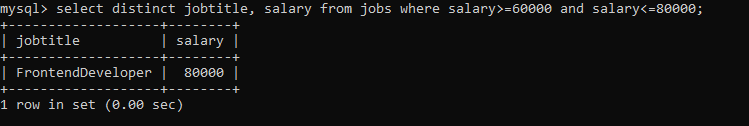 mysql> select distinct jobtitle, salary from jobs where salary>=60000 and salary<=80000;
+-------------------+--------+
| jobtitle          | salary |
+-------------------+--------+
| FrontendDeveloper |  80000 |
+-------------------+--------+
1 row in set (0.00 sec)